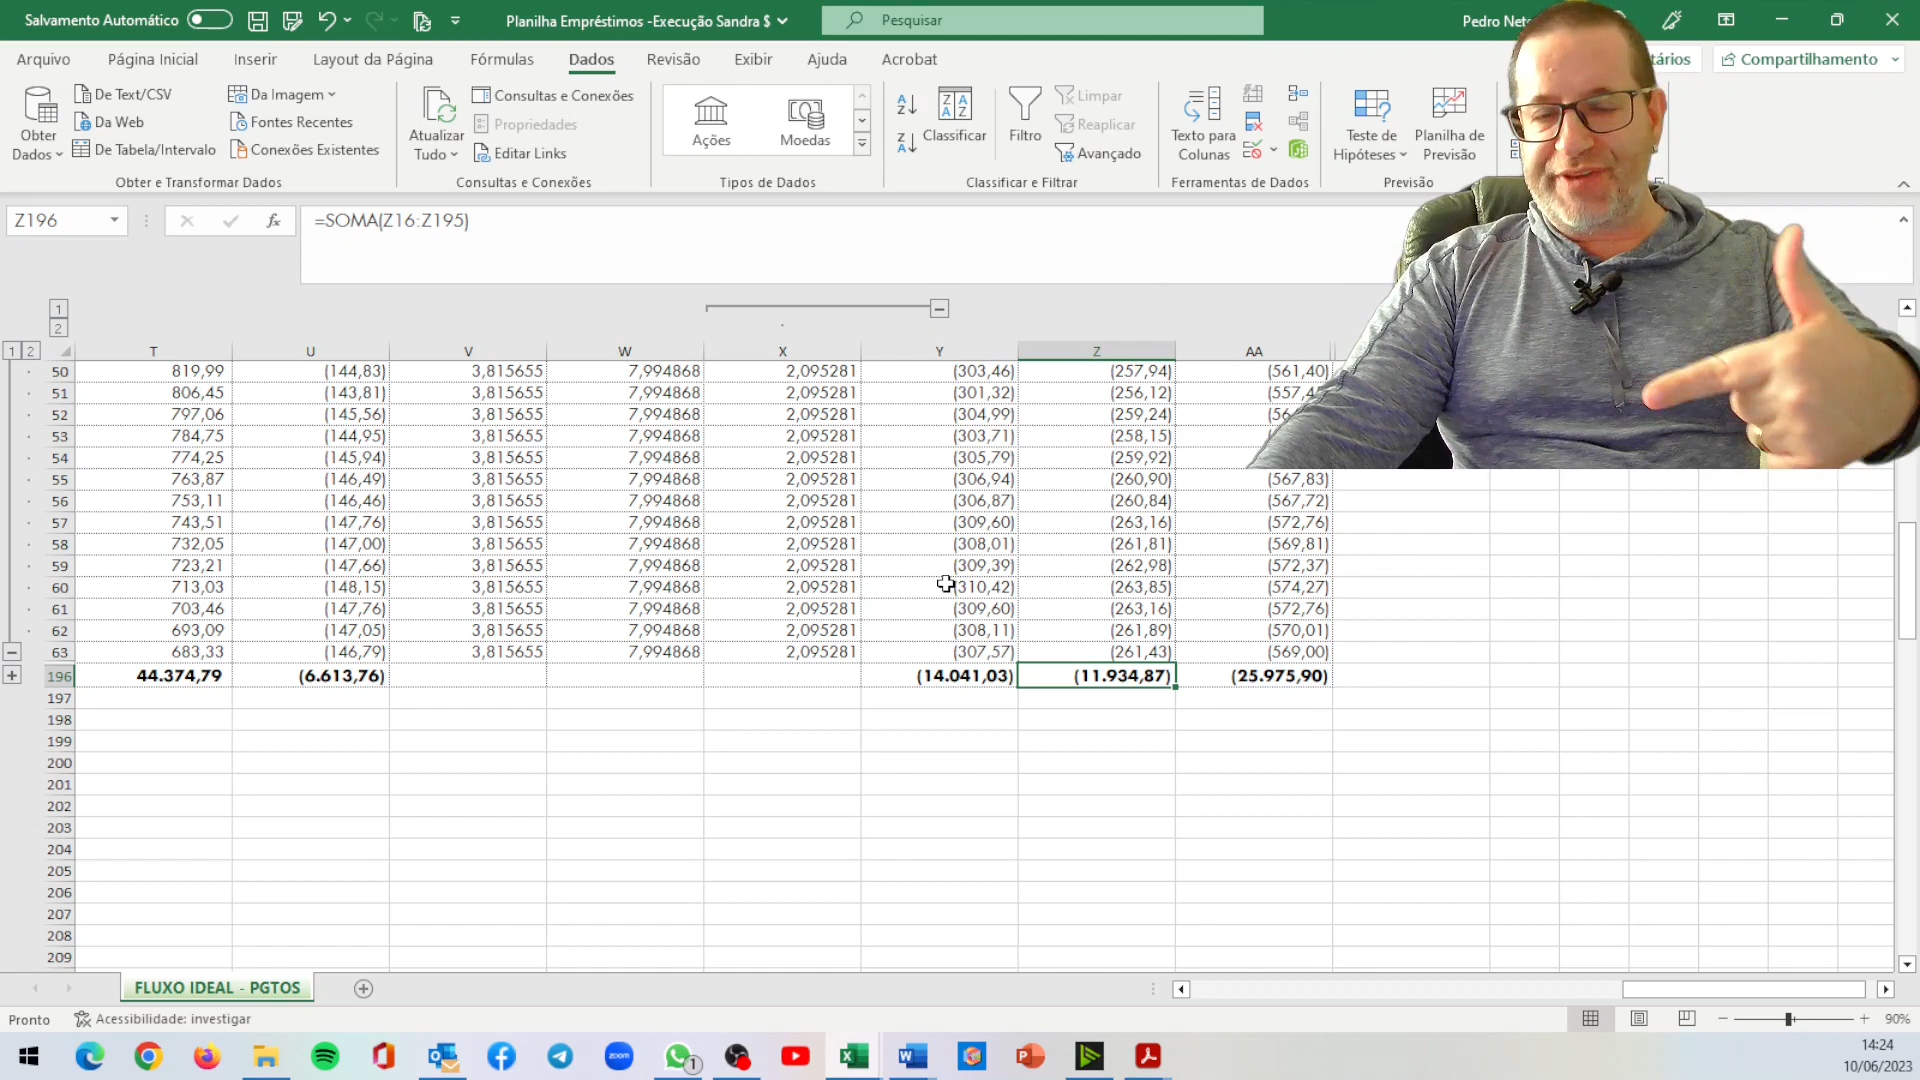 Salvamento Automático Planilha Empréstimos -Execução Sandra $ Pesquisar Pedro Neto
Arquivo Página Inicial Inserir Layout da Página Fórmulas Dados Revisão Exibir Ajuda Acrobat Compartilhamento
Obter Dados
De Text/CSV
Da Web
De Tabela/Intervalo
Da Imagem
Fontes Recentes
Conexões Existentes
Obter e Transformar Dados
Atualizar Tudo
Consultas e Conexões
Propriedades
Editar Links
Consultas e Conexões
Ações Moedas
Tipos de Dados
Classificar
Filtro
Limpar
Reaplicar
Avançado
Classificar e Filtrar
Texto para Colunas
Ferramentas de Dados
Teste de Hipóteses
Planilha de Previsão
Previsão
Z196 fx =SOMA(Z16:Z195)
1
2
1 2 T U V W X Y Z AA
50 819,99 (144,83) 3,815655 7,994868 2,095281 (303,46) (257,94) (561,40)
51 806,45 (143,81) 3,815655 7,994868 2,095281 (301,32) (256,12)
52 797,06 (145,56) 3,815655 7,994868 2,095281 (304,99) (259,24)
53 784,75 (144,95) 3,815655 7,994868 2,095281 (303,71) (258,15)
54 774,25 (145,94) 3,815655 7,994868 2,095281 (305,79) (259,92)
55 763,87 (146,49) 3,815655 7,994868 2,095281 (306,94) (260,90) (567,83)
56 753,11 (146,46) 3,815655 7,994868 2,095281 (306,87) (260,84) (567,72)
57 743,51 (147,76) 3,815655 7,994868 2,095281 (309,60) (263,16) (572,76)
58 732,05 (147,00) 3,815655 7,994868 2,095281 (308,01) (261,81) (569,81)
59 723,21 (147,66) 3,815655 7,994868 2,095281 (309,39) (262,98) (572,37)
60 713,03 (148,15) 3,815655 7,994868 2,095281 (310,42) (263,85) (574,27)
61 703,46 (147,76) 3,815655 7,994868 2,095281 (309,60) (263,16) (572,76)
62 693,09 (147,05) 3,815655 7,994868 2,095281 (308,11) (261,89) (570,01)
63 683,33 (146,79) 3,815655 7,994868 2,095281 (307,57) (261,43) (569,00)
196 44.374,79 (6.613,76) (14.041,03) (11.934,87) (25.975,90)
197
198
199
200
201
202
203
204
205
206
207
208
209
FLUXO IDEAL - PGTOS
Pronto Acessibilidade: investigar 90%
zoom 1 14:24
10/06/2023